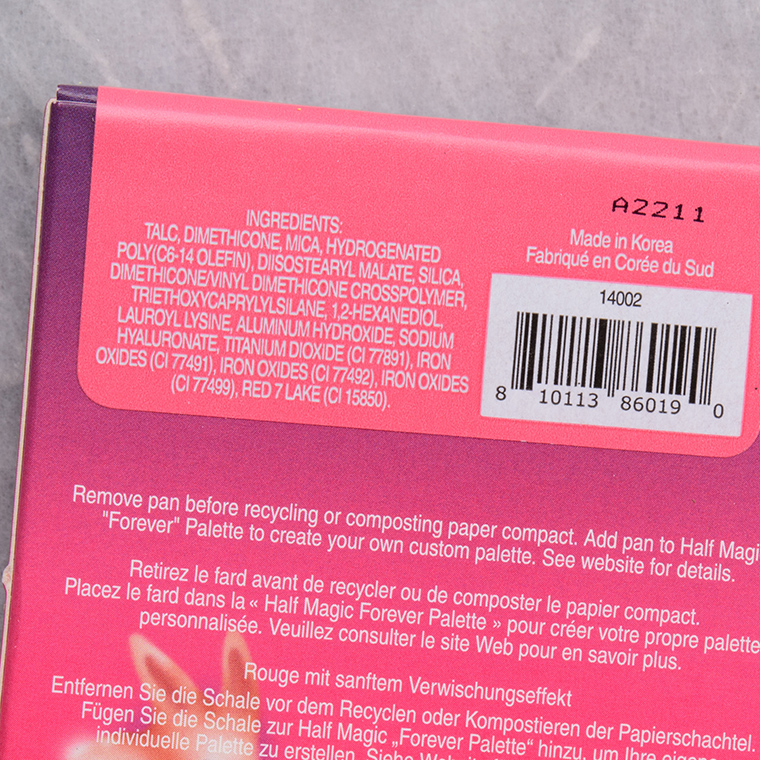 A2211
Made in Korea
Fabriqué en Corée du Sud
INGREDIENTS:
TALC, DIMETHICONE, MICA, HYDROGENATED
POLY(C6-14 OLEFIN), DIISOSTEARYL MALATE, SILICA,
DIMETHICONE/VINYL DIMETHICONE CROSSPOLYMER,
TRIETHOXYCAPRYLYLSILANE, 1,2-HEXANEDIOL,
LAUROYL LYSINE, ALUMINUM HYDROXIDE, SODIUM
HYALURONATE, TITANIUM DIOXIDE (CI 77891), IRON
OXIDES (CI 77491), IRON OXIDES (CI 77492), IRON OXIDES
(CI 77499), RED 7 LAKE (CI 15850).
14002
8 10113 86019 0
Remove pan before recycling or composting paper compact. Add pan to Half Magi
"Forever" Palette to create your own custom palette. See website for details.
Retirez le fard avant de recycler ou de composter le papier compact.
Placez le fard dans la « Half Magic Forever Palette » pour créer votre propre palette
personnalisée. Veuillez consulter le site Web pour en savoir plus.
Rouge mit sanftem Verwischungseffekt
Entfernen Sie die Schale vor dem Recyclen oder Kompostieren der Papierschachtel.
Fügen Sie die Schale zur Half Magic „Forever Palette“ hinzu, um Ihre eigene
individuelle Palette zu erstellen. Siehe Website